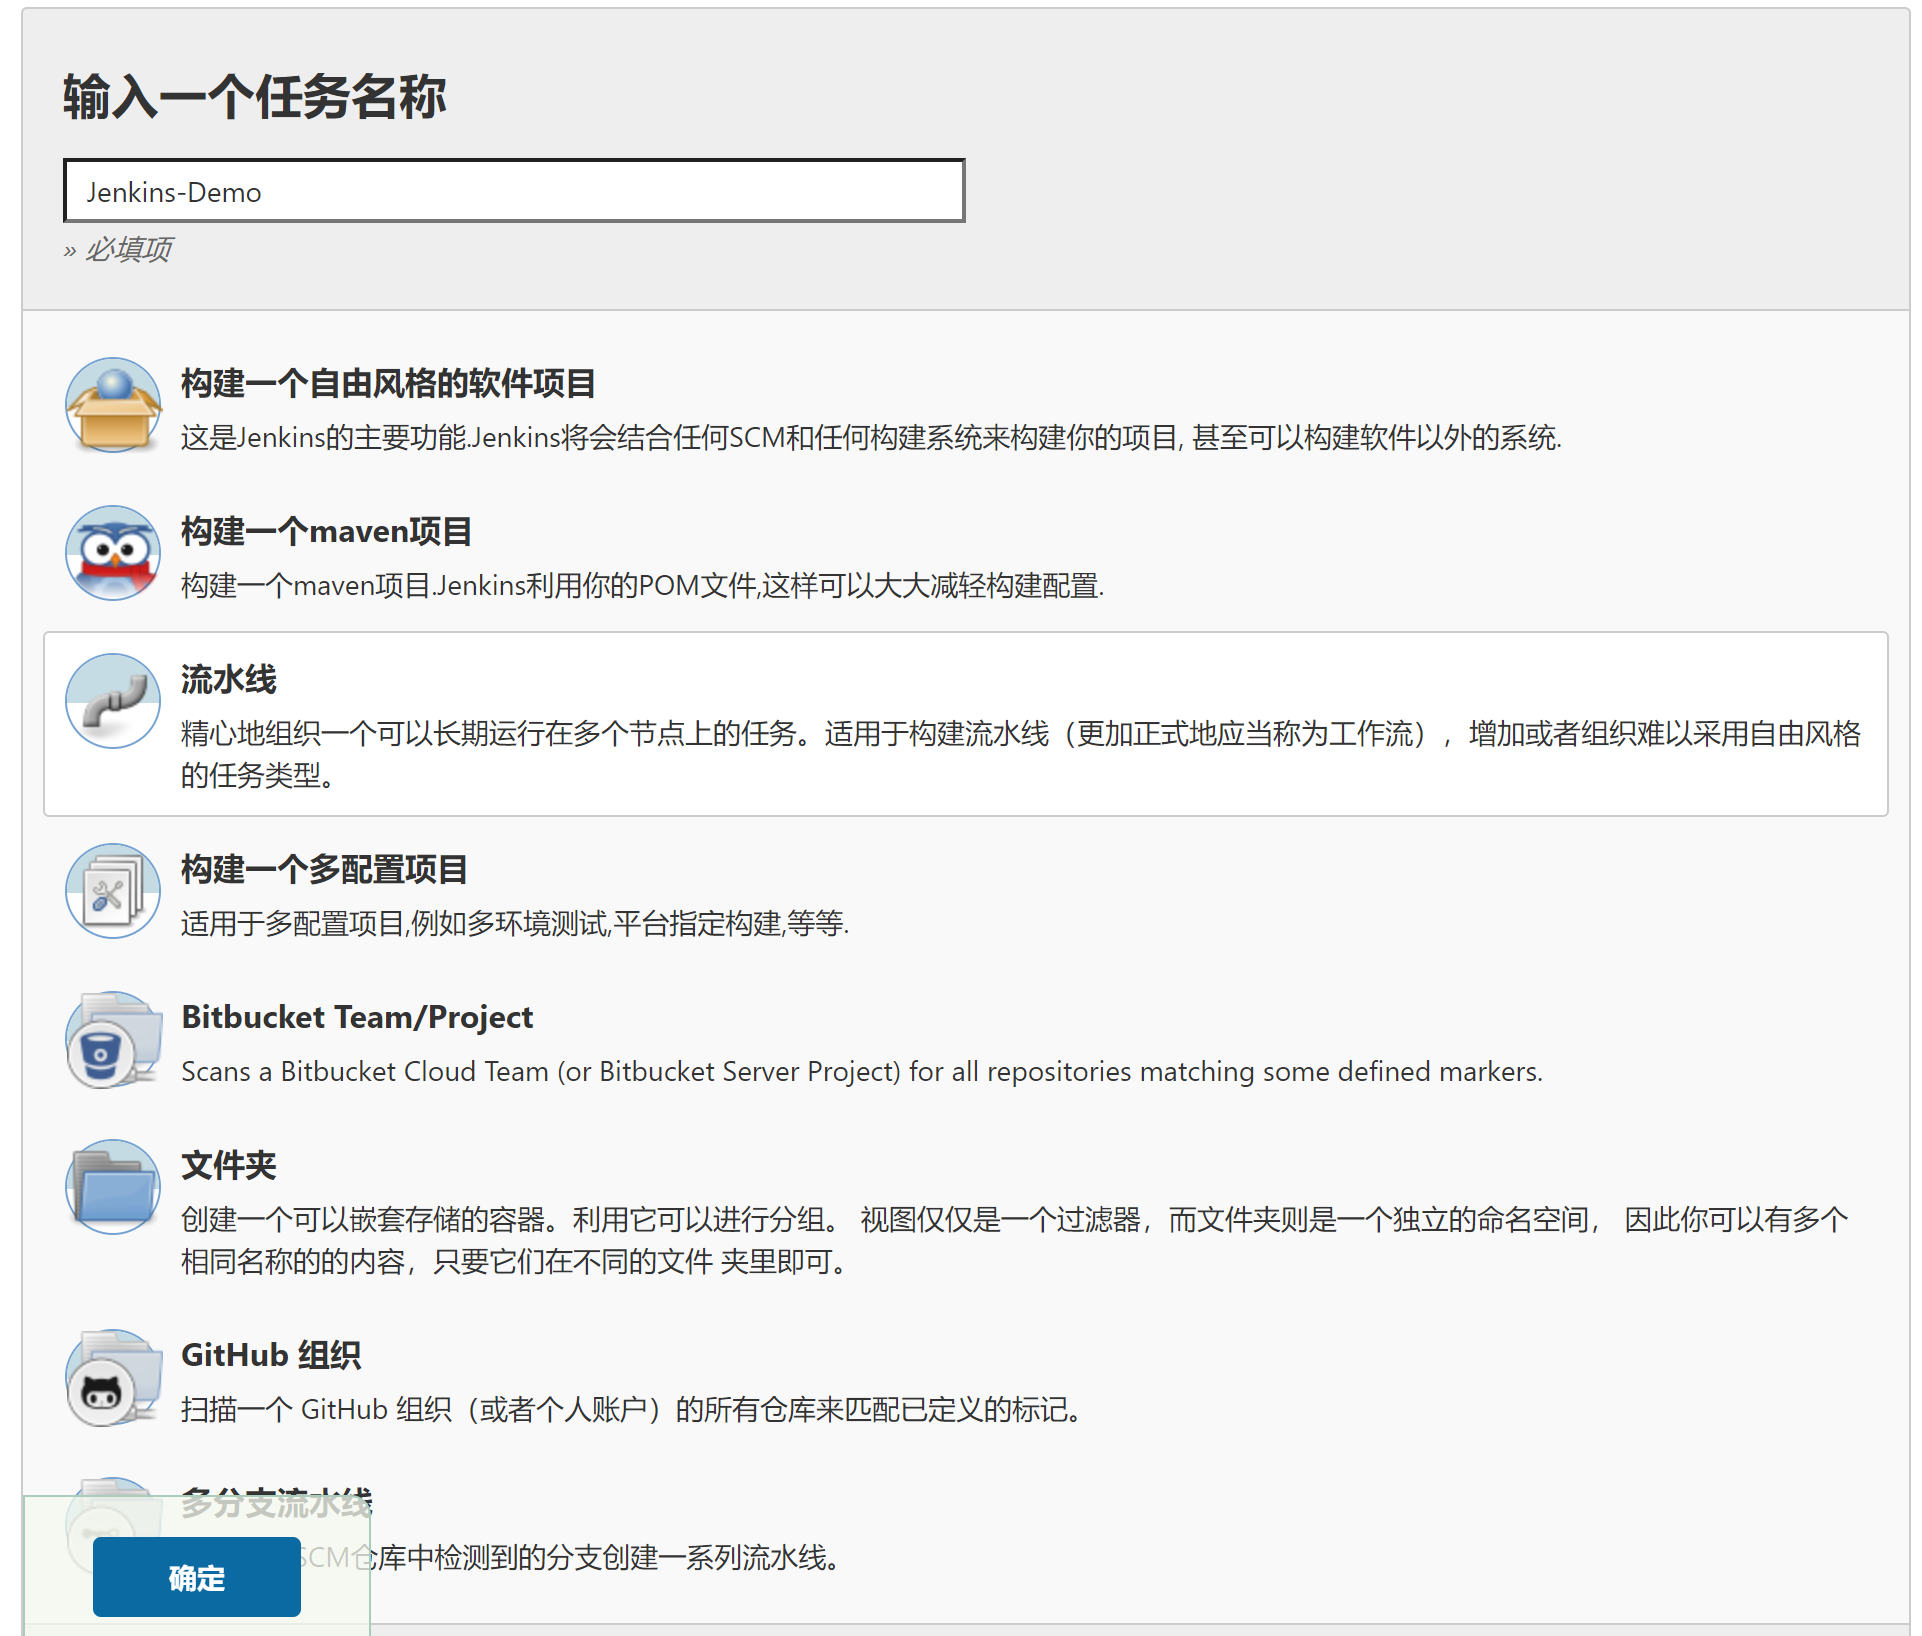 输入一个任务名称
Jenkins-Demo
» 必填项
构建一个自由风格的软件项目
这是Jenkins的主要功能.Jenkins将会结合任何SCM和任何构建系统来构建你的项目, 甚至可以构建软件以外的系统.
构建一个maven项目
构建一个maven项目.Jenkins利用你的POM文件,这样可以大大减轻构建配置.
流水线
精心地组织一个可以长期运行在多个节点上的任务。适用于构建流水线（更加正式地应当称为工作流），增加或者组织难以采用自由风格
的任务类型。
构建一个多配置项目
适用于多配置项目,例如多环境测试,平台指定构建,等等.
Bitbucket Team/Project
Scans a Bitbucket Cloud Team (or Bitbucket Server Project) for all repositories matching some defined markers.
文件夹
创建一个可以嵌套存储的容器。利用它可以进行分组。 视图仅仅是一个过滤器，而文件夹则是一个独立的命名空间， 因此你可以有多个
相同名称的的内容，只要它们在不同的文件 夹里即可。
GitHub 组织
扫描一个 GitHub 组织（或者个人账户）的所有仓库来匹配已定义的标记。
多分支流水线
SCM仓库中检测到的分支创建一系列流水线。
确定